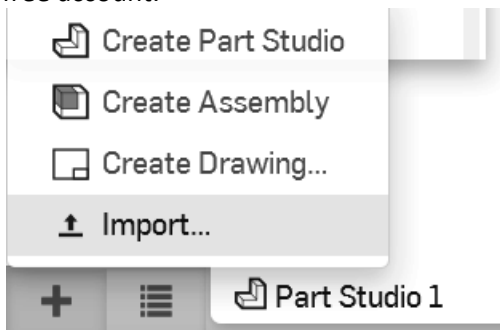 Create Part Studio
Create Assembly
Create Drawing...
Import...
Part Studio 1